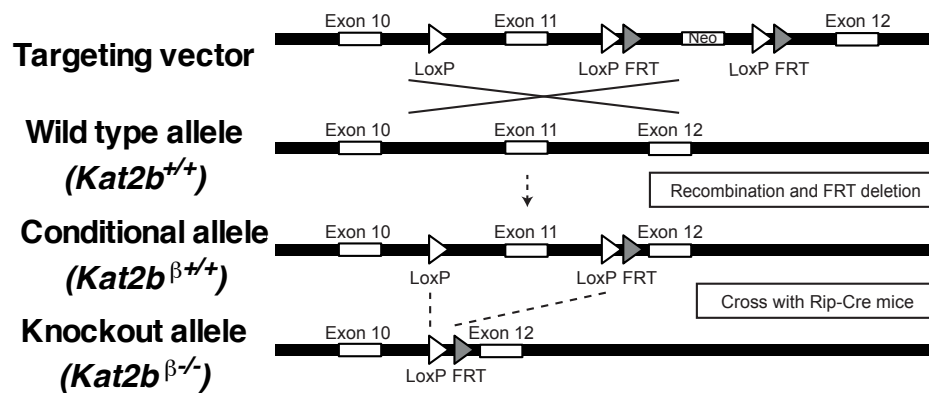 Exon 10 Exon 11 Exon 12
Targeting vector
Neo
LoxP LoxP FRT LoxP FRT
Wild type allele
Exon 10 Exon 11 Exon 12
(Kat2b+/+)
Recombination and FRT deletion
Conditional allele
Exon 10 Exon 11 Exon 12
(Kat2b β+/+)
LoxP LoxP FRT
Cross with Rip-Cre mice
Knockout allele
Exon 10 Exon 12
(Kat2b β-/-)
LoxP FRT